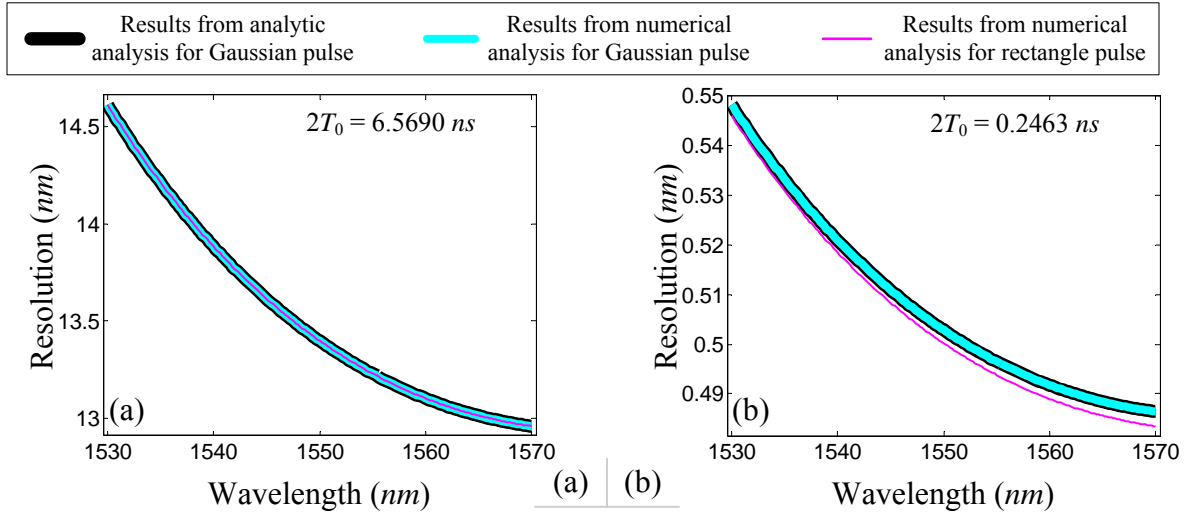 Results from analytic
analysis for Gaussian pulse
Results from numerical
analysis for Gaussian pulse
Results from numerical
analysis for rectangle pulse
2T0 = 6.5690 ns
14.5
14
13.5
13
Resolution (nm)
(a)
1530 1540 1550 1560 1570
Wavelength (nm)
2T0 = 0.2463 ns
0.55
0.54
0.53
0.52
0.51
0.5
0.49
Resolution (nm)
(b)
1530 1540 1550 1560 1570
Wavelength (nm)
(a) (b)